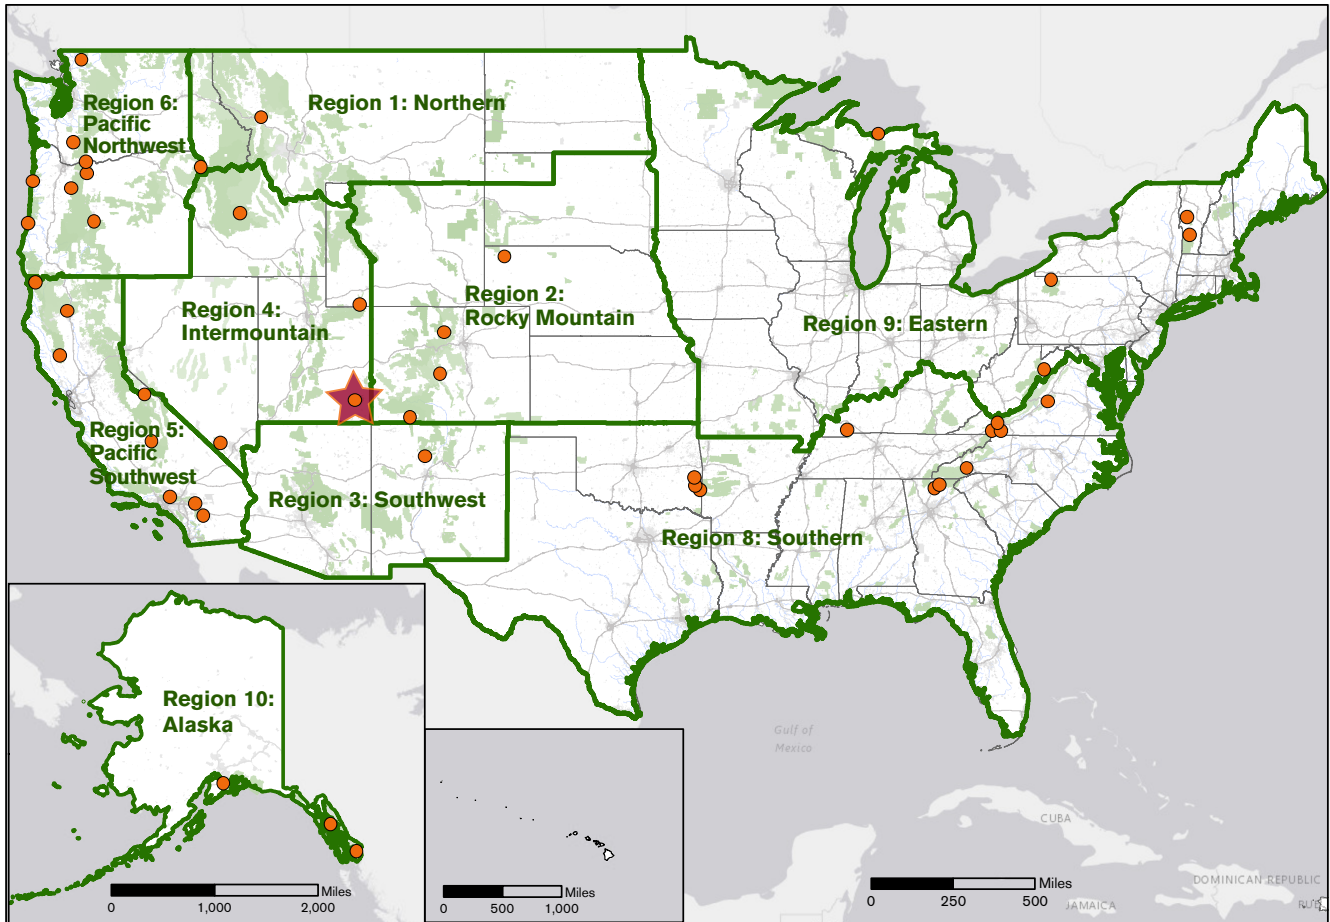 Region 6:
Pacific
Northwest
Region 1: Northern
Region 2:
Rocky Mountain
Region 4:
Intermountain
Region 9: Eastern
Region 5:
Pacific
Southwest
Region 3: Southwest
Region 8: Southern
Region 10:
Alaska
Gulf of
Mexico
CUBA
DOMINICAN REPUBLIC
JAMAICA
Miles
0 1,000 2,000
Miles
0 500 1,000
Miles
0 250 500